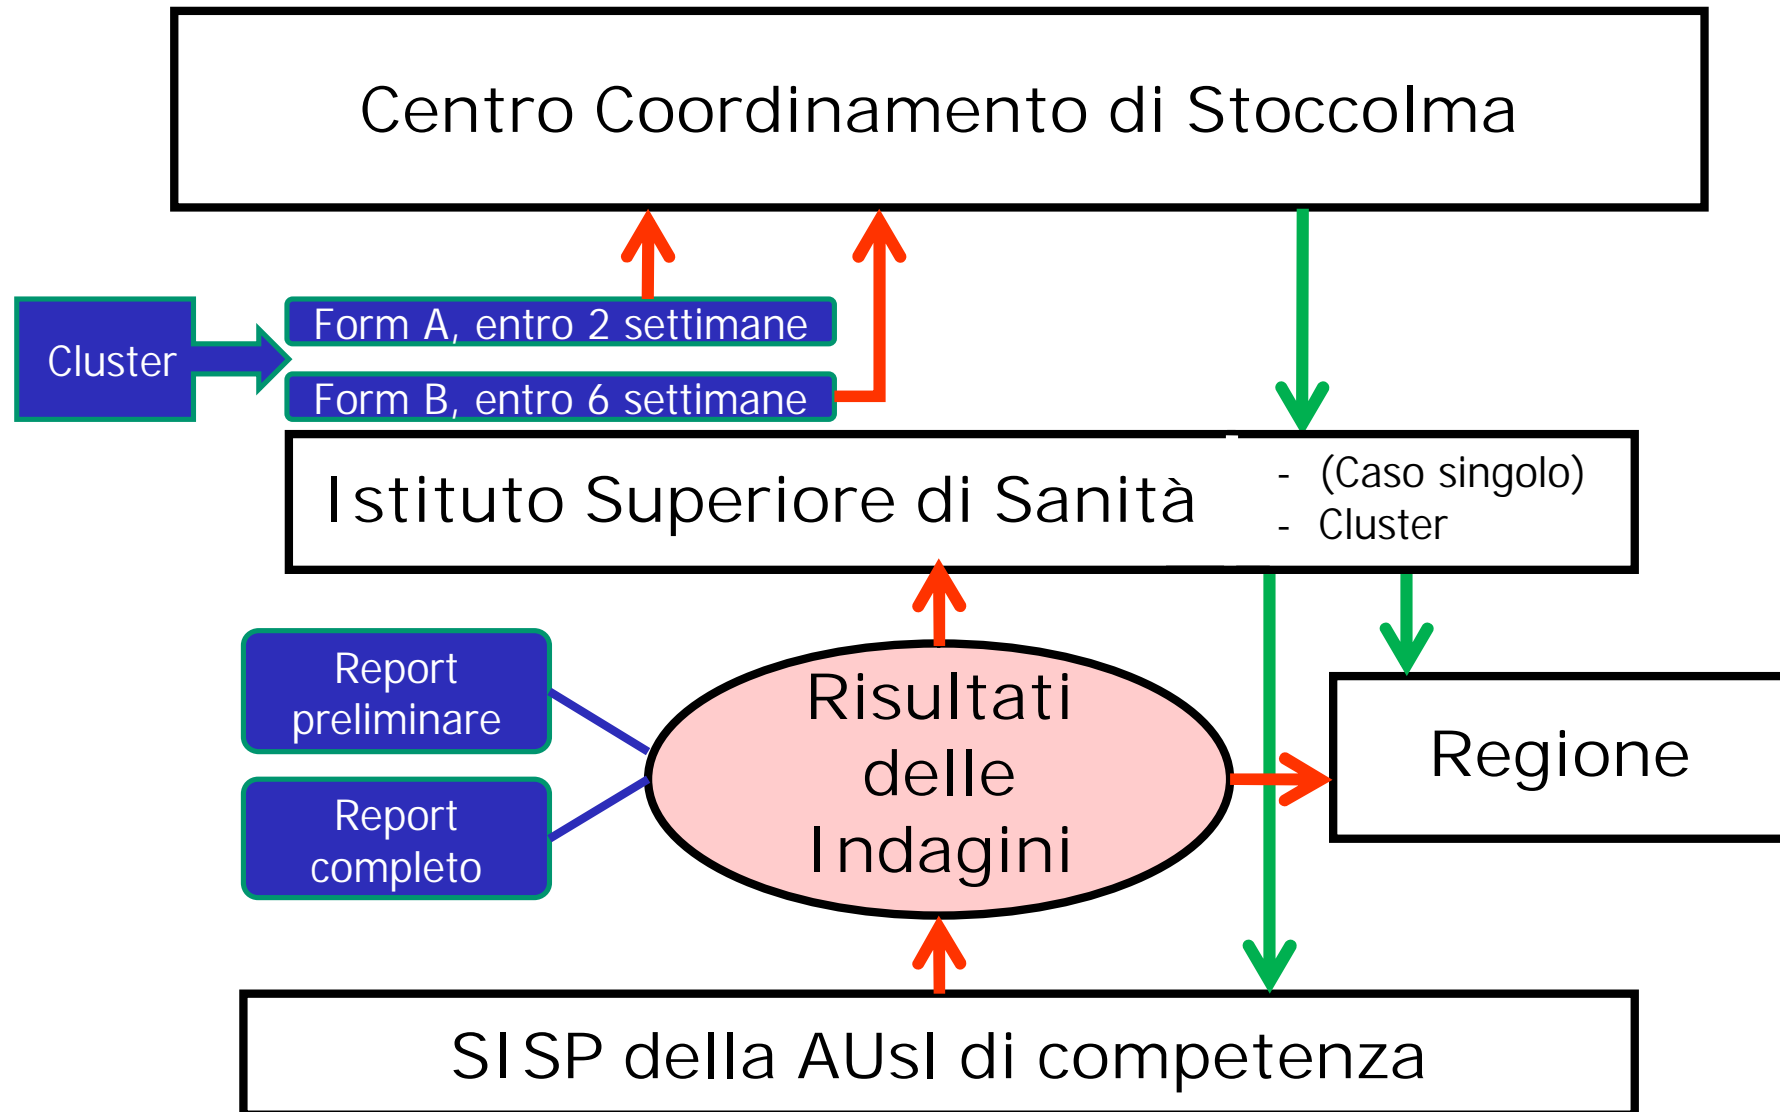 Centro Coordinamento di Stoccolma
Cluster
Form A, entro 2 settimane
Form B, entro 6 settimane
Istituto Superiore di Sanità
- (Caso singolo)
- Cluster
Report
preliminare
Report
completo
Risultati
delle
Indagini
Regione
SISP della AUsl di competenza